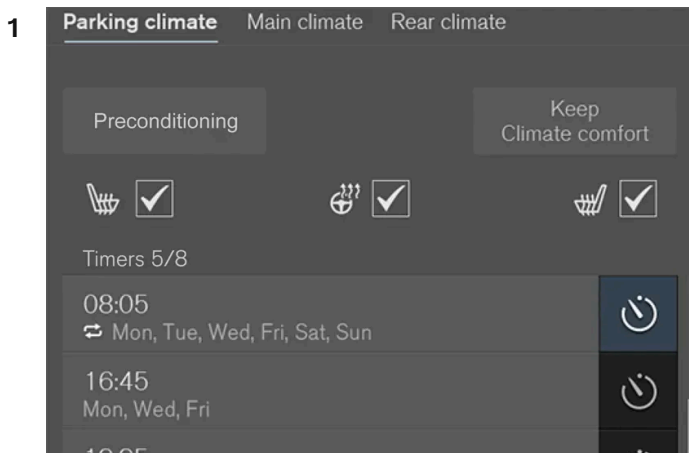 1
Parking climate Main climate Rear climate
Preconditioning
Keep
Climate comfort
Timers 5/8
08:05
Mon, Tue, Wed, Fri, Sat, Sun
16:45
Mon, Wed, Fri